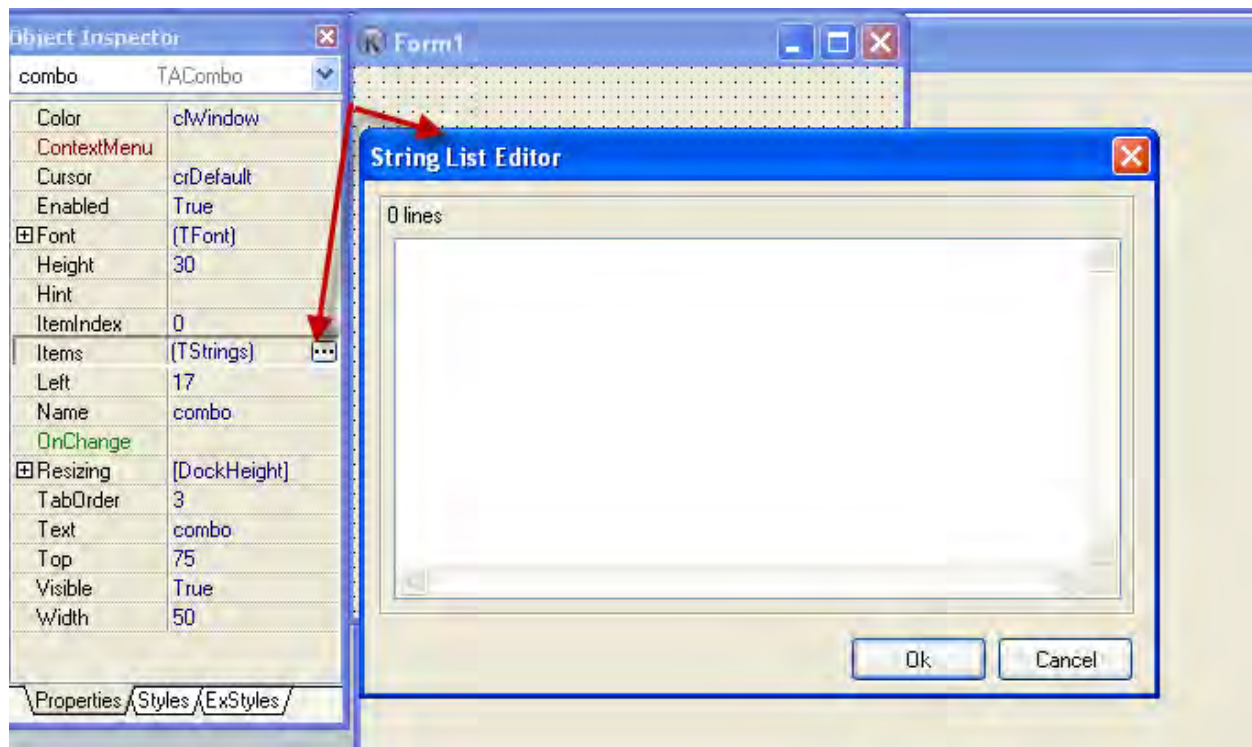 Object Inspector
combo TACombo
Color clWindow
ContextMenu
Cursor crDefault
Enabled True
Font (TFont)
Height 30
Hint
ItemIndex 0
Items (TStrings) ...
Left 17
Name combo
OnChange
Resizing [DockHeight]
TabOrder 3
Text combo
Top 75
Visible True
Width 50
Properties Styles ExStyles
K Form1
String List Editor
0 lines
Ok Cancel